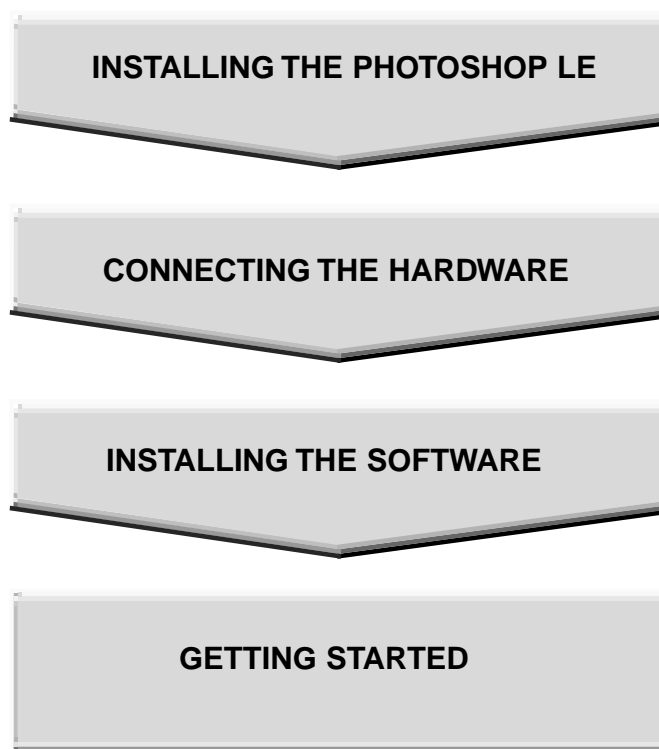 INSTALLING THE PHOTOSHOP LE
CONNECTING THE HARDWARE
INSTALLING THE SOFTWARE
GETTING STARTED